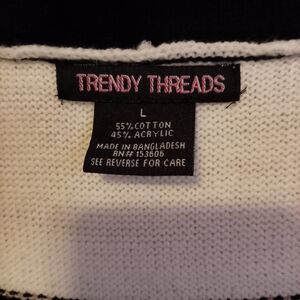 TRENDY THREADS
L
55% COTTON
45% ACRYLIC
MADE IN BANGLADESH
RN# 153606
SEE REVERSE FOR CARE